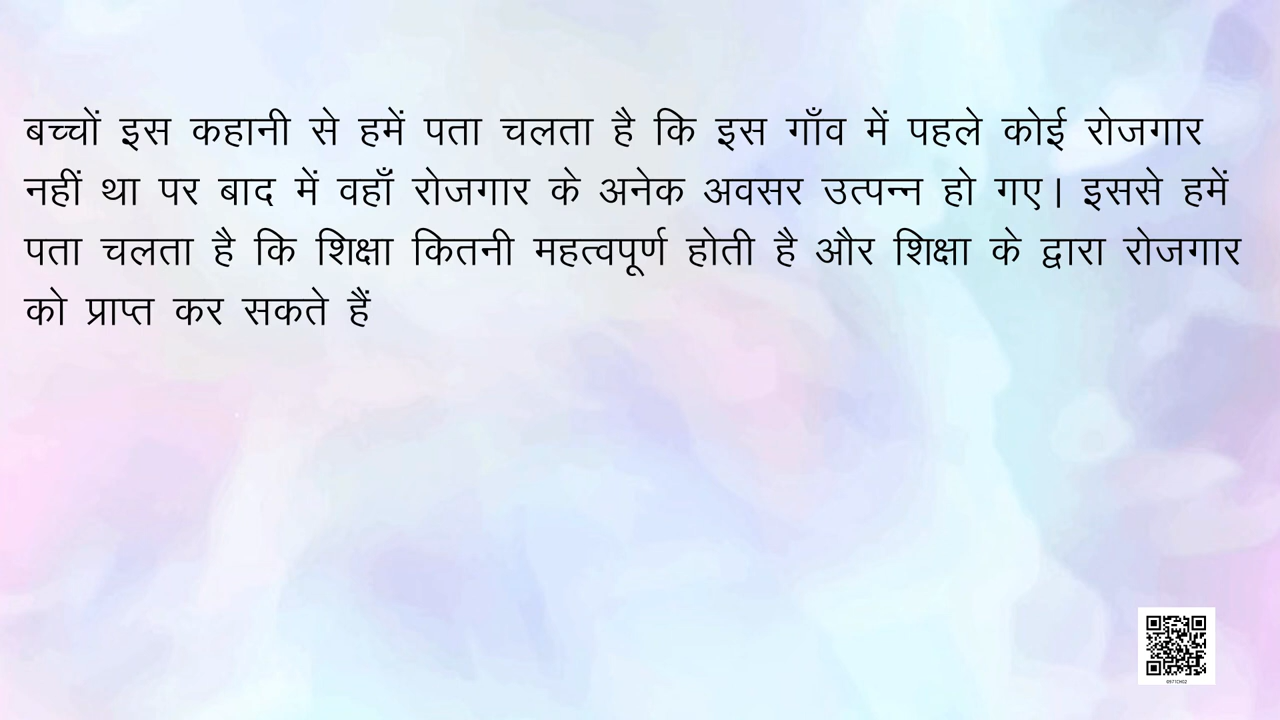 बच्चों इस कहानी से हमें पता चलता है कि इस गाँव में पहले कोई रोजगार
नहीं था पर बाद में वहाँ रोजगार के अनेक अवसर उत्पन्न हो गए। इससे हमें
पता चलता है कि शिक्षा कितनी महत्वपूर्ण होती है और शिक्षा के द्वारा रोजगार
को प्राप्त कर सकते हैं